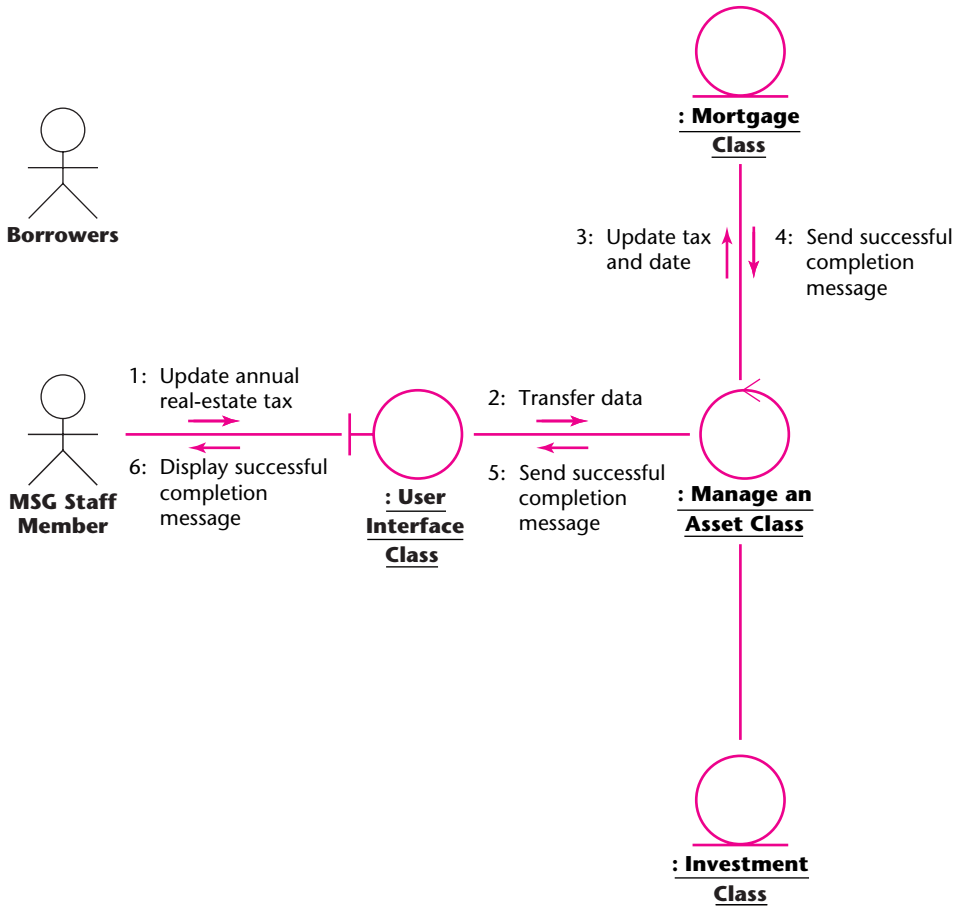 : Mortgage
Class
Borrowers
3: Update tax
and date
4: Send successful
completion
message
1: Update annual
real-estate tax
2: Transfer data
6: Display successful
completion
message
5: Send successful
completion
message
MSG Staff
Member
: User
Interface
Class
: Manage an
Asset Class
: Investment
Class